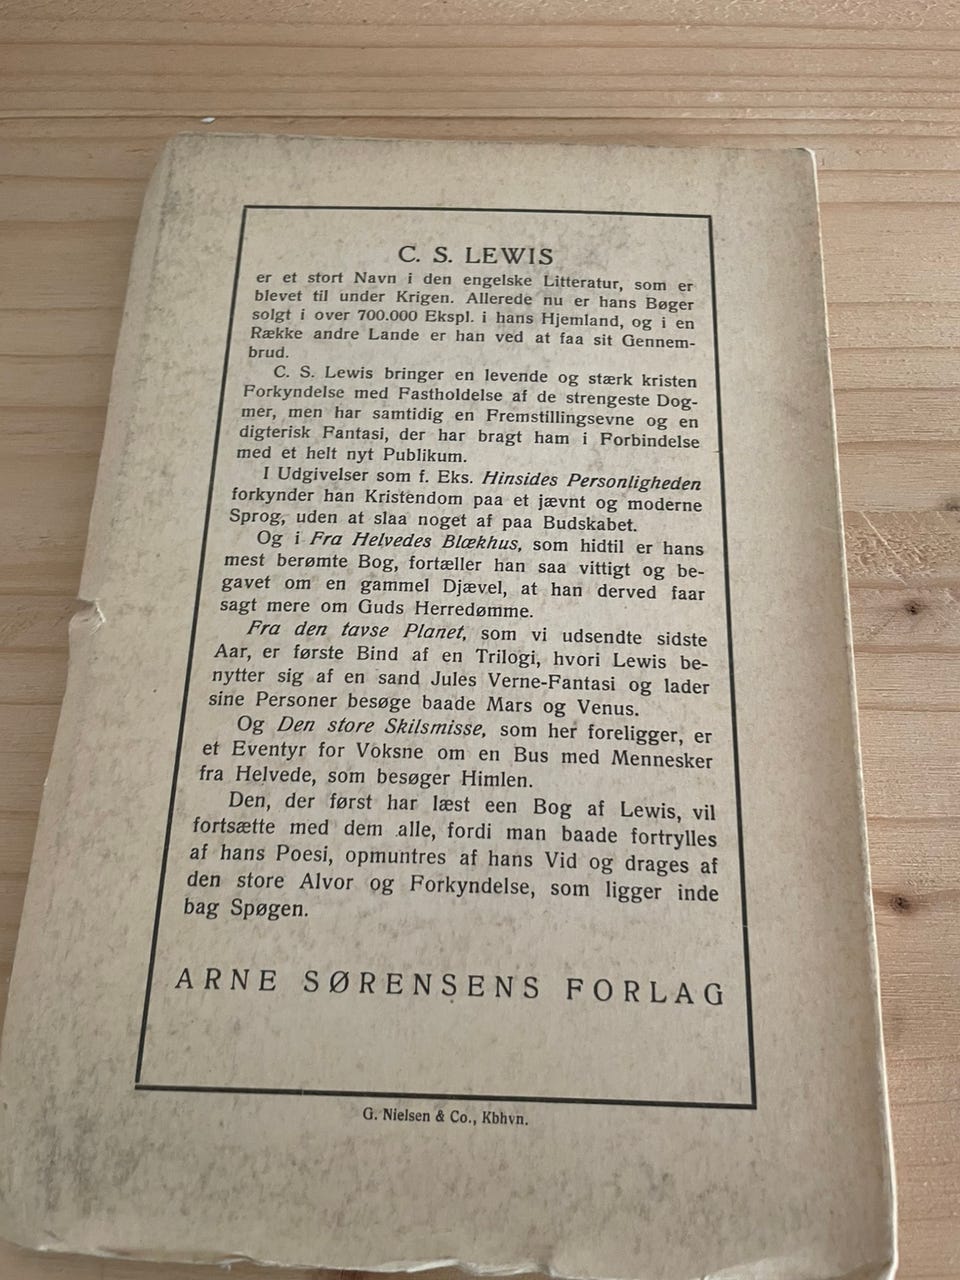 C. S. LEWIS
er et stort Navn i den engelske Litteratur, som er
blevet til under Krigen. Allerede nu er hans Bøger
solgt i over 700.000 Ekspl. i hans Hjemland, og i en
Række andre Lande er han ved at faa sit Gennem-
brud.
C. S. Lewis bringer en levende og stærk kristen
Forkyndelse med Fastholdelse af de strengeste Dog-
mer, men har samtidig en Fremstillingsevne og en
digterisk Fantasi, der har bragt ham i Forbindelse
med et helt nyt Publikum.
I Udgivelser som f. Eks. Hinsides Personligheden
forkynder han Kristendom paa et jævnt og moderne
Sprog, uden at slaa noget af paa Budskabet.
Og i Fra Helvedes Blækhus, som hidtil er hans
mest berømte Bog, fortæller han saa vittigt og be-
gavet om en gammel Djævel, at han derved faar
sagt mere om Guds Herredømme.
Fra den tavse Planet, som vi udsendte sidste
Aar, er første Bind af en Trilogi, hvori Lewis be-
nytter sig af en sand Jules Verne-Fantasi og lader
sine Personer besøge baade Mars og Venus.
Og Den store Skilsmisse, som her foreligger, er
et Eventyr for Voksne om en Bus med Mennesker
fra Helvede, som besøger Himlen.
Den, der først har læst een Bog af Lewis, vil
fortsætte med dem alle, fordi man baade fortrylles
af hans Poesi, opmuntres af hans Vid og drages af
den store Alvor og Forkyndelse, som ligger inde
bag Spøgen.
ARNE SØRENSENS FORLAG
G. Nielsen & Co., Kbhvn.